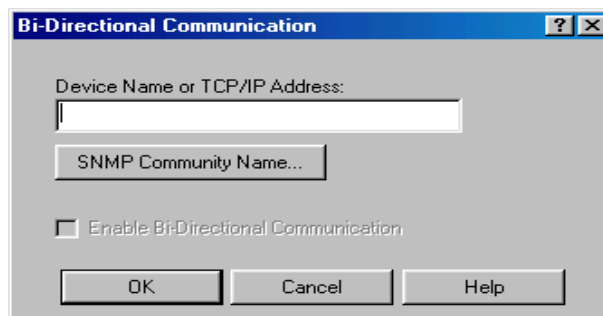 Bi-Directional Communication ? X
Device Name or TCP/IP Address:
SNMP Community Name...
Enable Bi-Directional Communication
OK Cancel Help